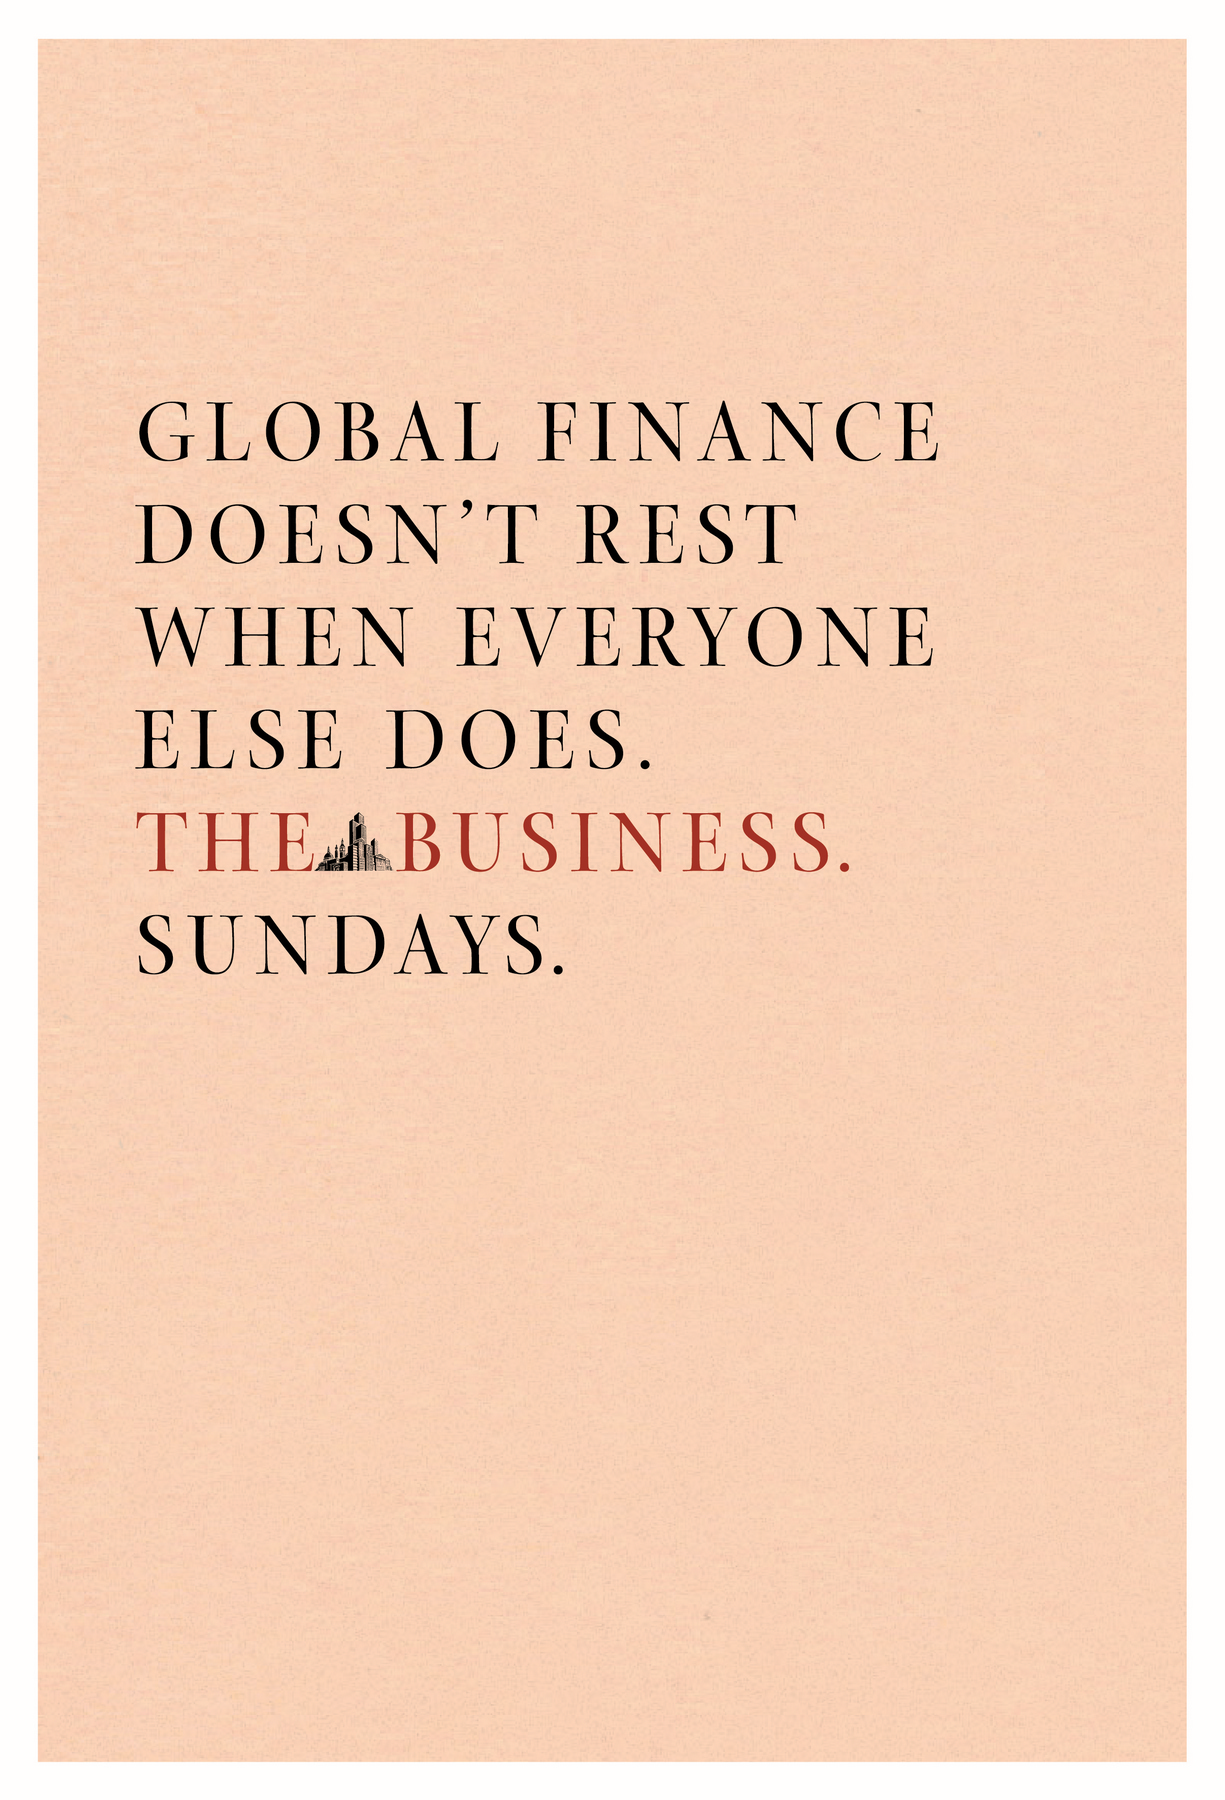 GLOBAL FINANCE
DOESN’T REST
WHEN EVERYONE
ELSE DOES.
THE BUSINESS.
SUNDAYS.